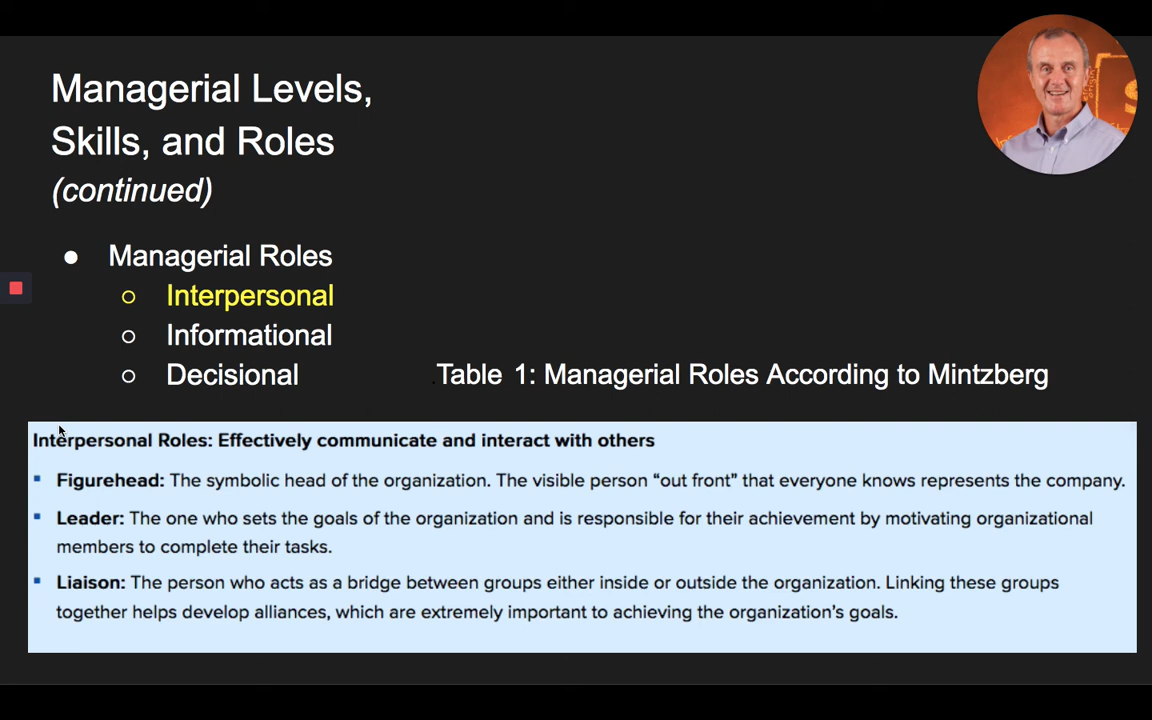 Managerial Levels,
Skills, and Roles
(continued)
● Managerial Roles
○ Interpersonal
○ Informational
○ Decisional
.Table 1: Managerial Roles According to Mintzberg
Interpersonal Roles: Effectively communicate and interact with others
▪ Figurehead: The symbolic head of the organization. The visible person “out front” that everyone knows represents the company.
▪ Leader: The one who sets the goals of the organization and is responsible for their achievement by motivating organizational
members to complete their tasks.
▪ Liaison: The person who acts as a bridge between groups either inside or outside the organization. Linking these groups
together helps develop alliances, which are extremely important to achieving the organization’s goals.